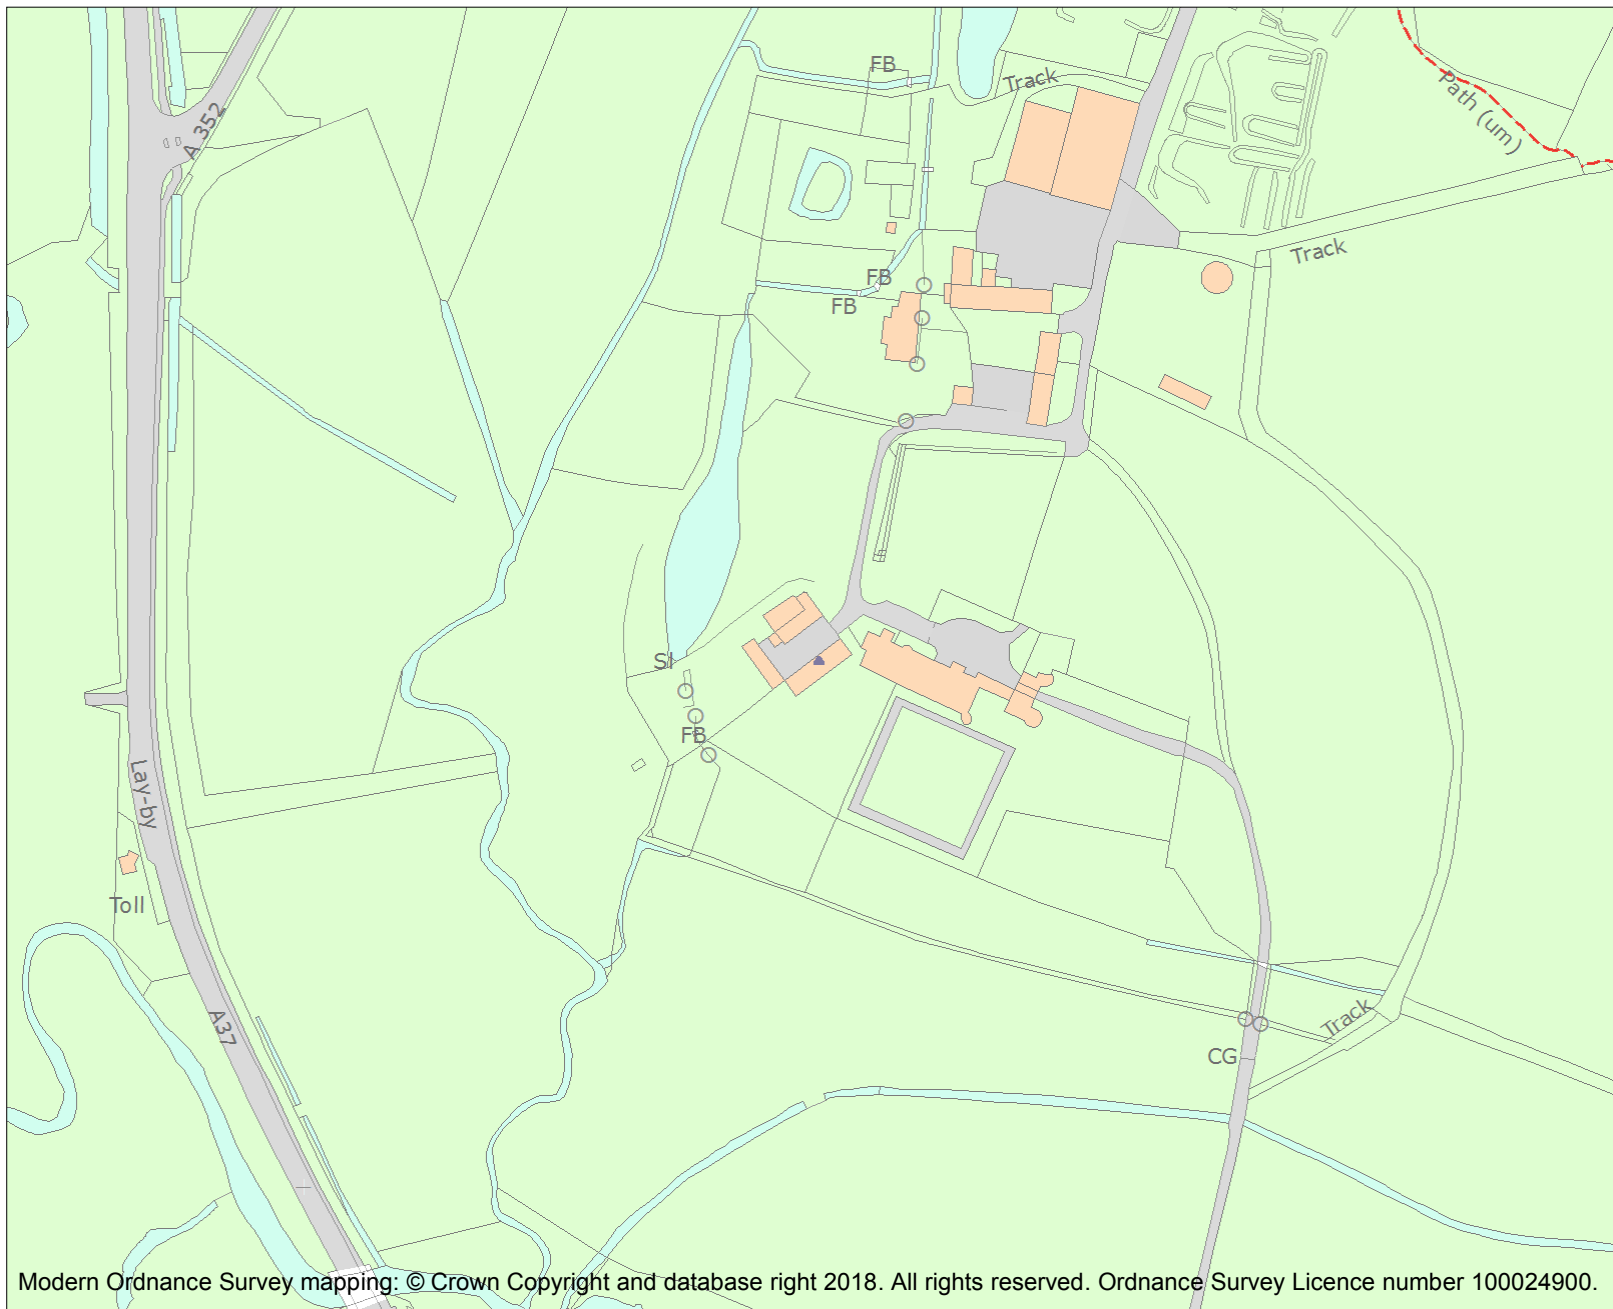 FB
Track
Path (um)
A 352
Track
FB
FB
Sl
FB
Lay-by
Toll
A37
Track
CG
Modern Ordnance Survey mapping: © Crown Copyright and database right 2018. All rights reserved. Ordnance Survey Licence number 100024900.